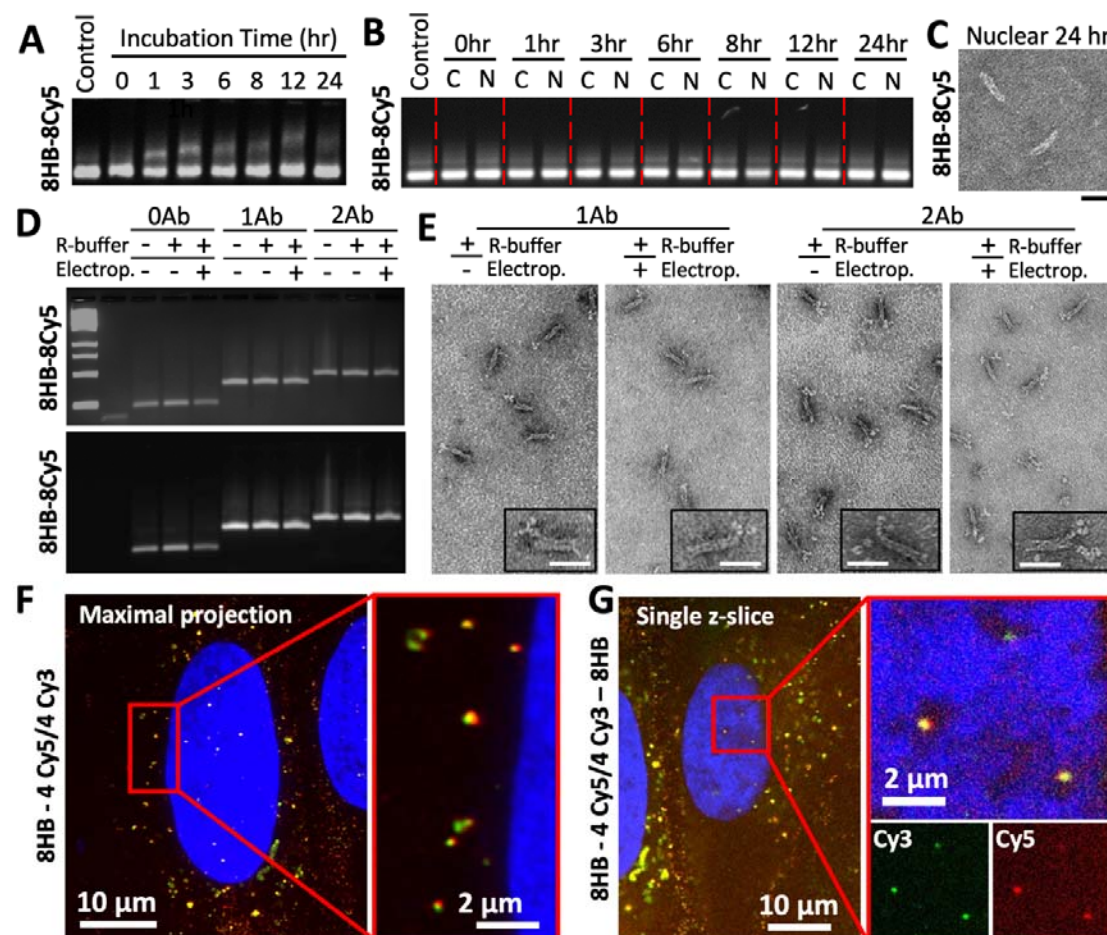 A
Control
Incubation Time (hr)
0 1 3 6 8 12 24
8HB-8Cy5
1h
B
Control
0hr 1hr 3hr 6hr 8hr 12hr 24hr
C N C N C N C N C N C N C N
8HB-8Cy5
C
Nuclear 24 hr
8HB-8Cy5
D
0Ab 1Ab 2Ab
R-buffer - + + - + + - + +
Electrop. - - + - - + - - +
8HB-8Cy5
8HB-8Cy5
E
1Ab 2Ab
+ R-buffer + R-buffer + R-buffer + R-buffer
- Electrop. + Electrop. - Electrop. + Electrop.
F
Maximal projection
8HB - 4 Cy5/4 Cy3
10 μm
2 μm
G
Single z-slice
8HB - 4 Cy5/4 Cy3 – 8HB
10 μm
2 μm
Cy3
Cy5